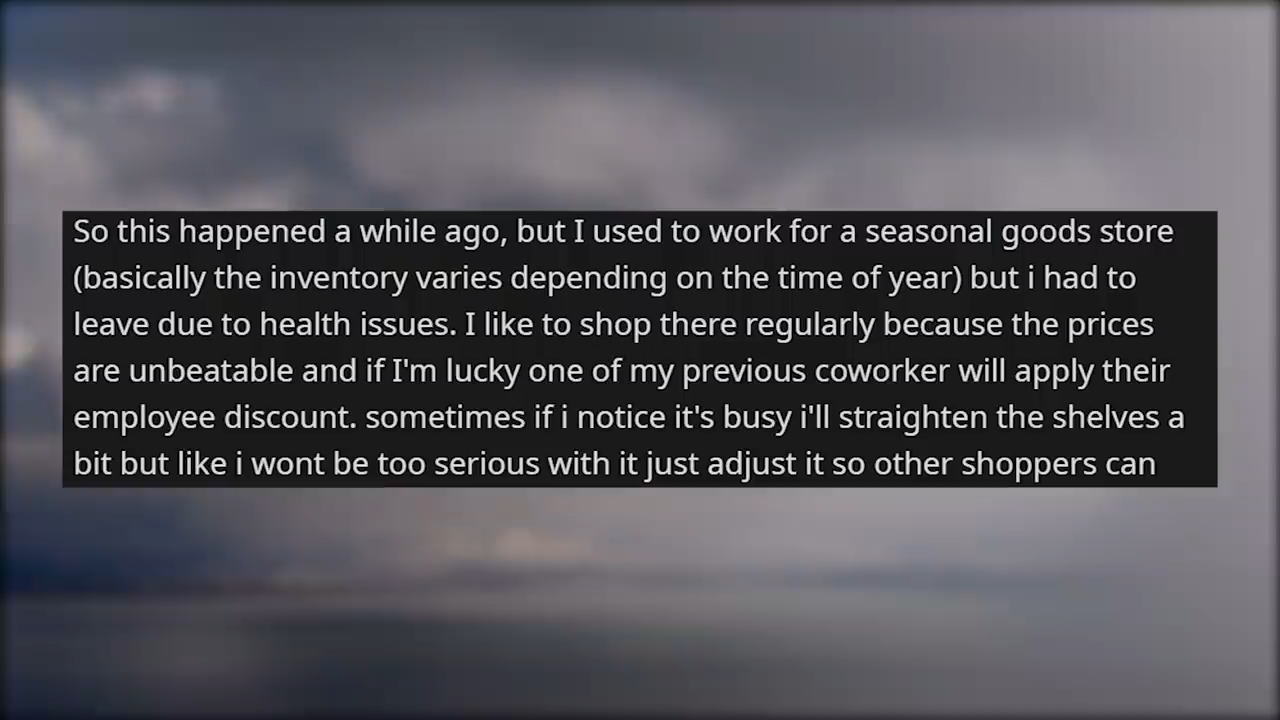 So this happened a while ago, but I used to work for a seasonal goods store
(basically the inventory varies depending on the time of year) but i had to
leave due to health issues. I like to shop there regularly because the prices
are unbeatable and if I'm lucky one of my previous coworker will apply their
employee discount. sometimes if i notice it's busy i'll straighten the shelves a
bit but like i wont be too serious with it just adjust it so other shoppers can